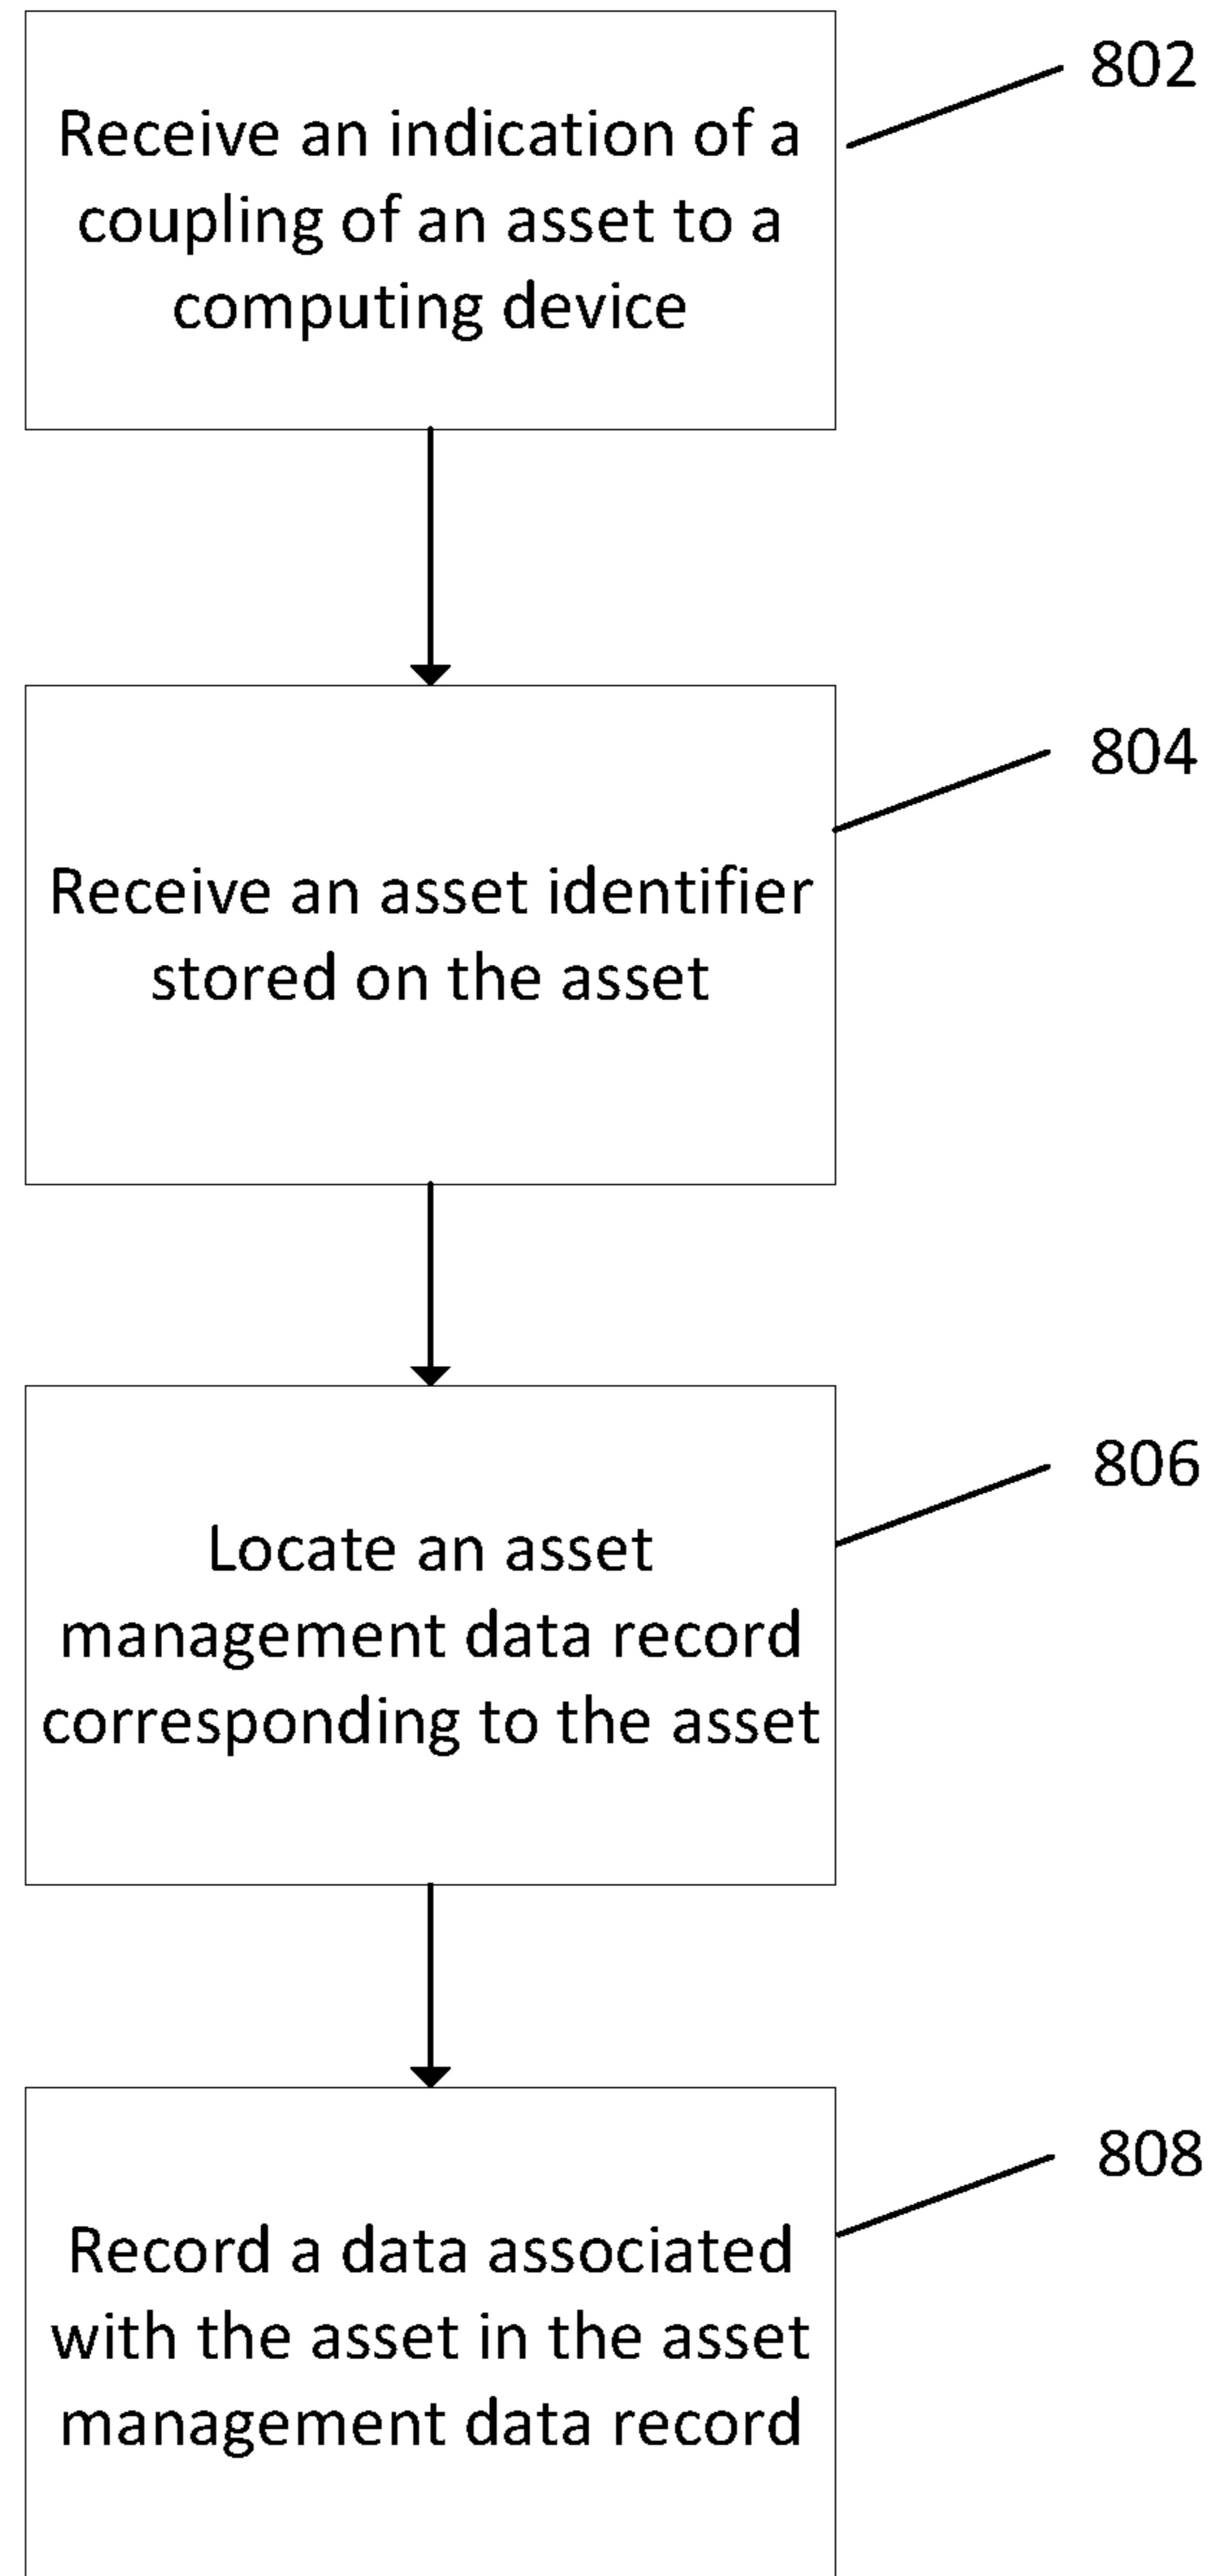 802
Receive an indication of a
coupling of an asset to a
computing device
804
Receive an asset identifier
stored on the asset
806
Locate an asset
management data record
corresponding to the asset
808
Record a data associated
with the asset in the asset
management data record